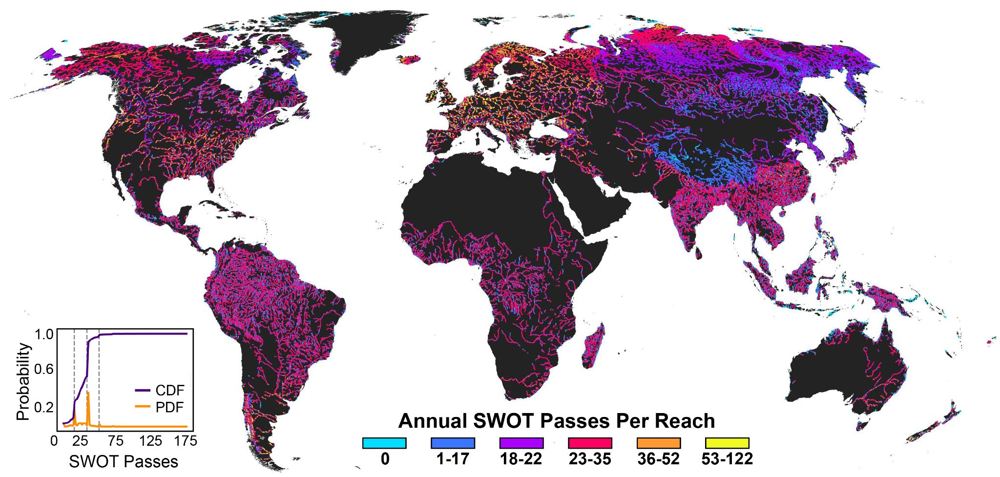 1.0
0.6
0.2
Probability
CDF
PDF
0 25 75 125 175
SWOT Passes
Annual SWOT Passes Per Reach
0 1-17 18-22 23-35 36-52 53-122